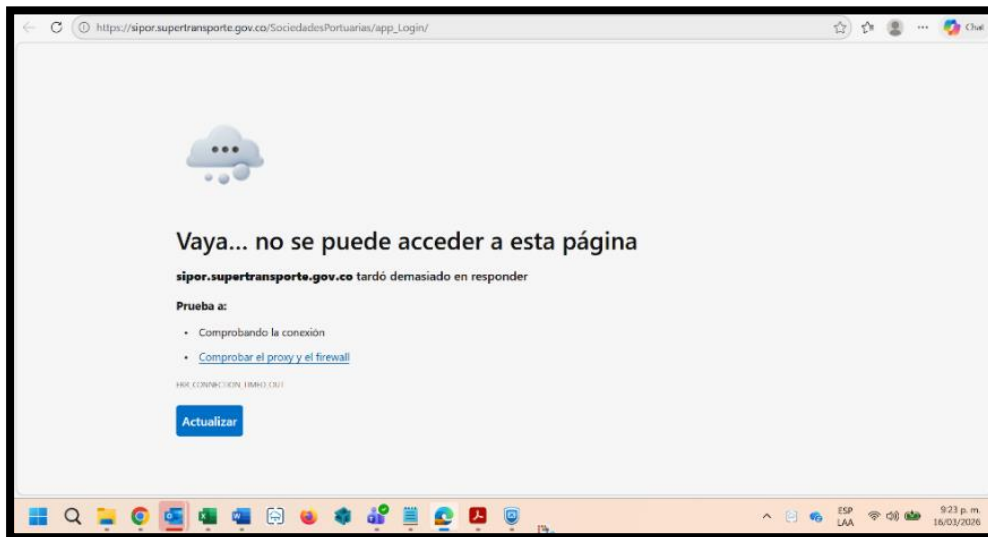 https://sipor.supertransporte.gov.co/SociedadesPortuarias/app_Login/
Chat
Vaya... no se puede acceder a esta página
sipor.supertransporte.gov.co tardó demasiado en responder
Prueba a:
• Comprobando la conexión
• Comprobar el proxy y el firewall
ERR_CONNECTION_TIMED_OUT
Actualizar
ESP
LAA
9:23 p. m.
16/03/2026